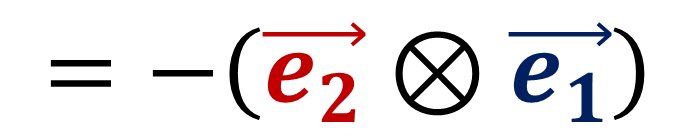 = −(e₂⃗ ⊗ e₁⃗)